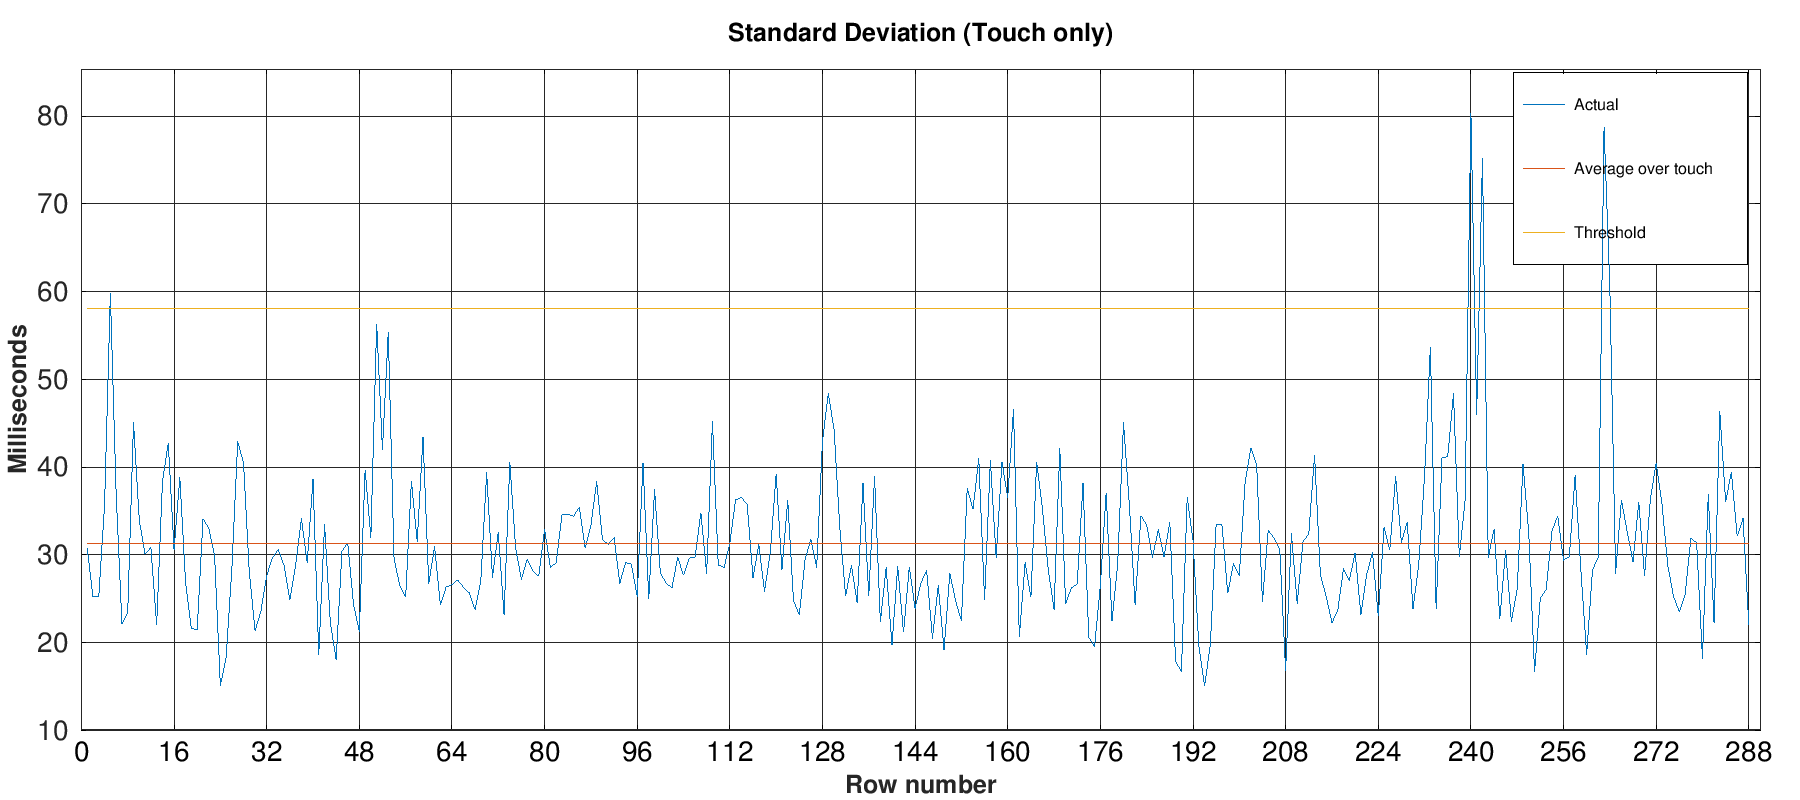 Standard Deviation (Touch only)
Actual
Average over touch
Threshold
80
70
60
50
40
30
20
10
Milliseconds
0 16 32 48 64 80 96 112 128 144 160 176 192 208 224 240 256 272 288
Row number